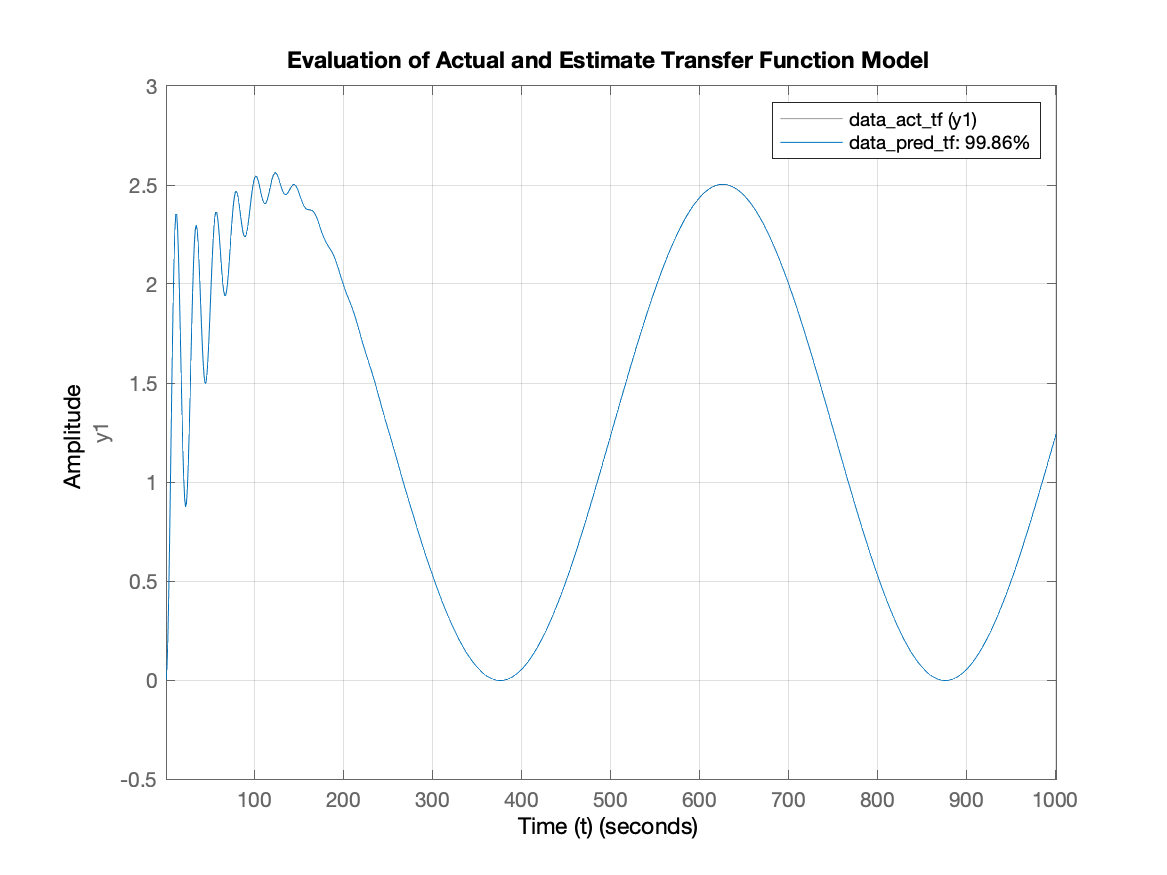 Evaluation of Actual and Estimate Transfer Function Model
data_act_tf (y1)
data_pred_tf: 99.86%
3
2.5
2
1.5
1
0.5
0
-0.5
Amplitude
y1
100 200 300 400 500 600 700 800 900 1000
Time (t) (seconds)